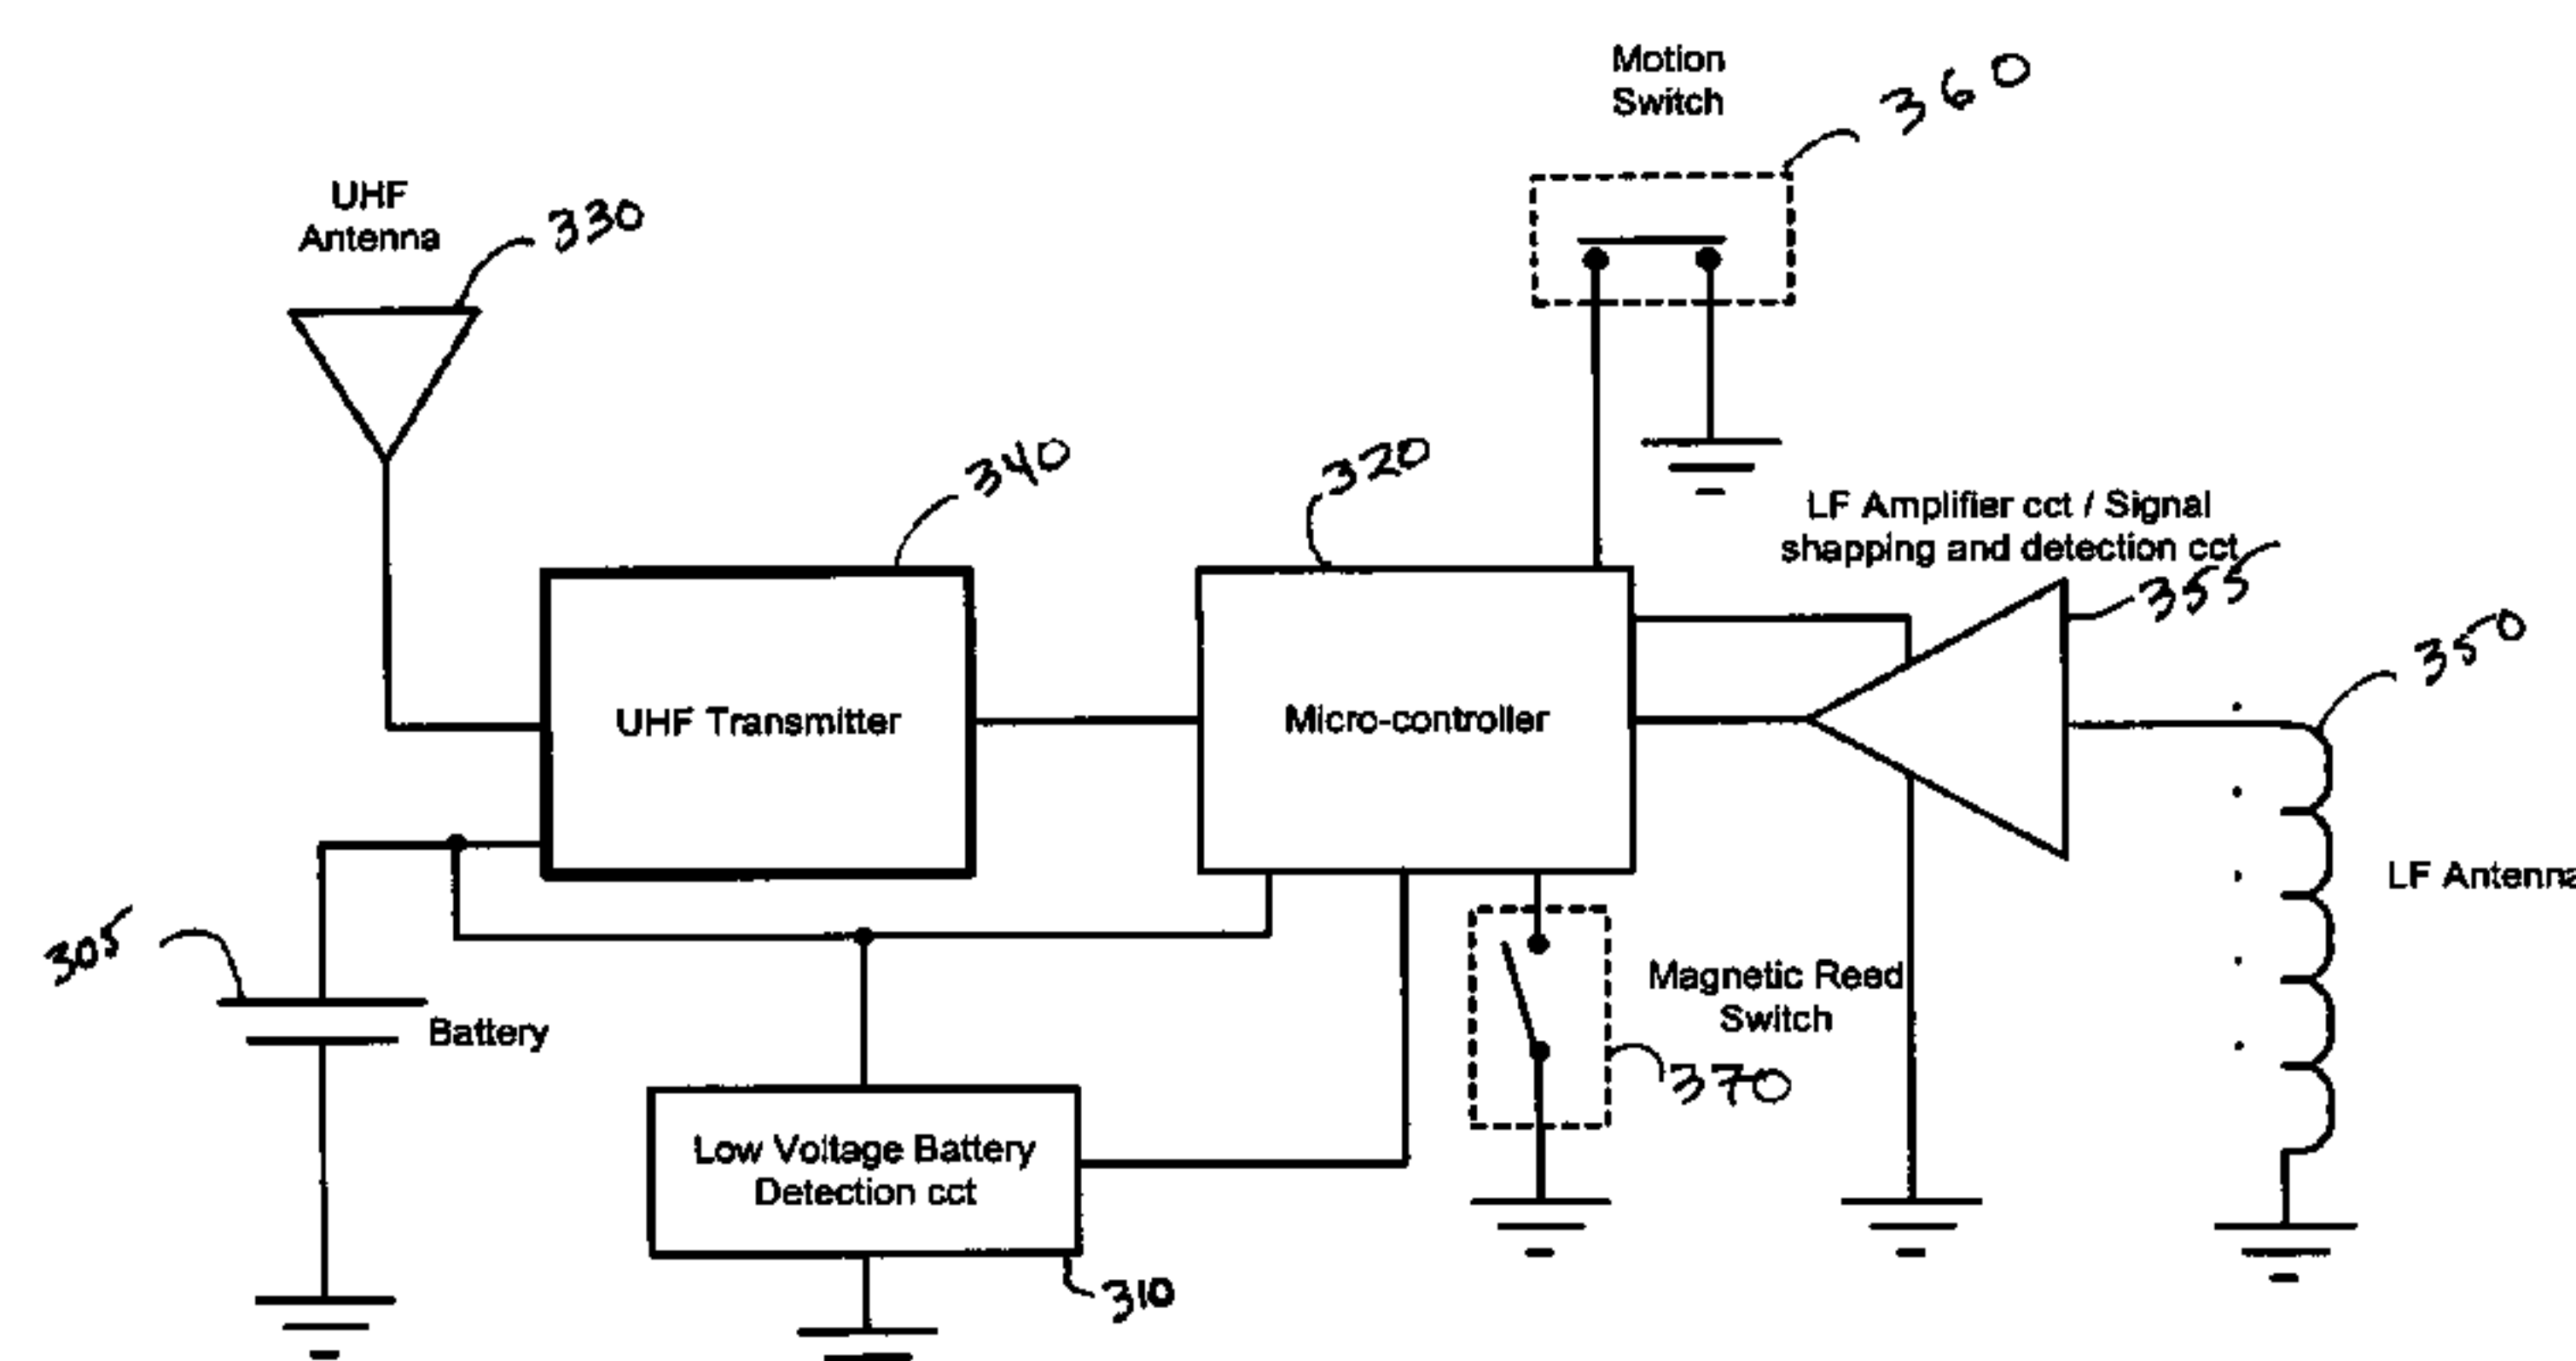 Motion
Switch
360
UHF
Antenna
330
340
320
LF Amplifier cct / Signal
shapping and detection cct
355
350
UHF Transmitter
Micro-controller
LF Antenna
305
Battery
Magnetic Reed
Switch
370
Low Voltage Battery
Detection cct
310